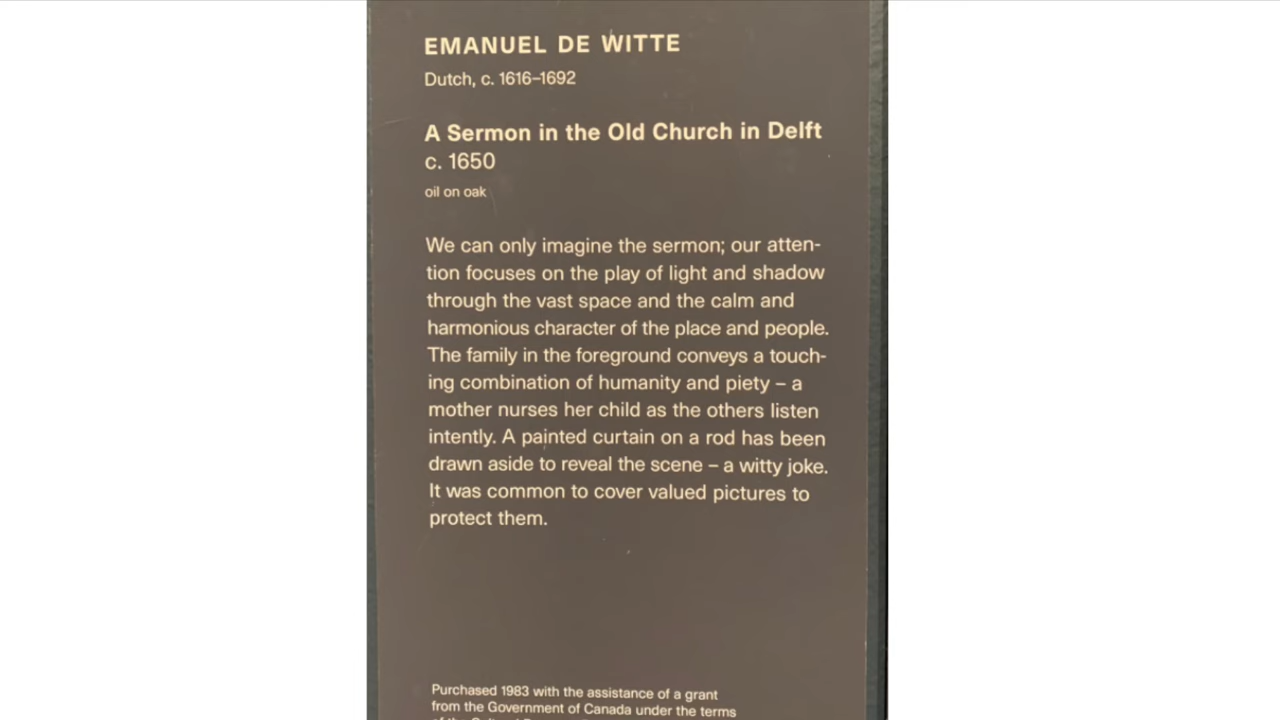 EMANUEL DE WITTE
Dutch, c. 1616–1692
A Sermon in the Old Church in Delft
c. 1650
oil on oak
We can only imagine the sermon; our atten-
tion focuses on the play of light and shadow
through the vast space and the calm and
harmonious character of the place and people.
The family in the foreground conveys a touch-
ing combination of humanity and piety – a
mother nurses her child as the others listen
intently. A painted curtain on a rod has been
drawn aside to reveal the scene – a witty joke.
It was common to cover valued pictures to
protect them.
Purchased 1983 with the assistance of a grant
from the Government of Canada under the terms
of the